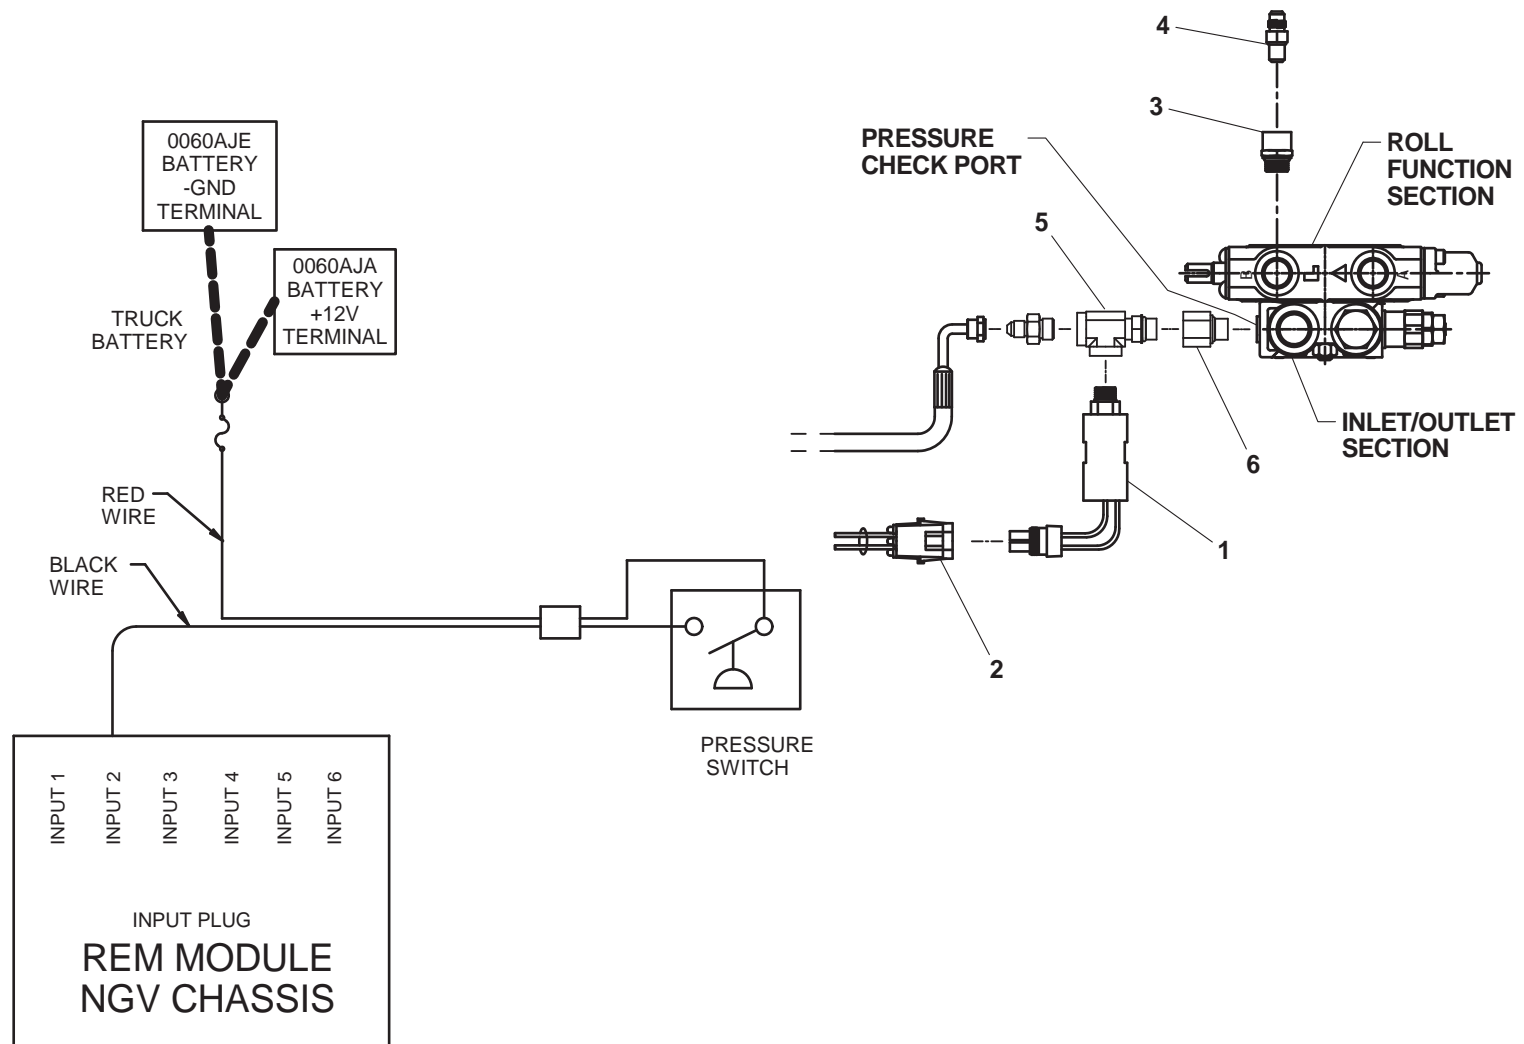 0060AJE
BATTERY
-GND
TERMINAL
0060AJA
BATTERY
+12V
TERMINAL
TRUCK
BATTERY
RED
WIRE
BLACK
WIRE
PRESSURE
SWITCH
INPUT 1
INPUT 2
INPUT 3
INPUT 4
INPUT 5
INPUT 6
INPUT PLUG
REM MODULE
NGV CHASSIS
4
3
PRESSURE
CHECK PORT
ROLL
FUNCTION
SECTION
5
B
A
INLET/OUTLET
SECTION
6
1
2